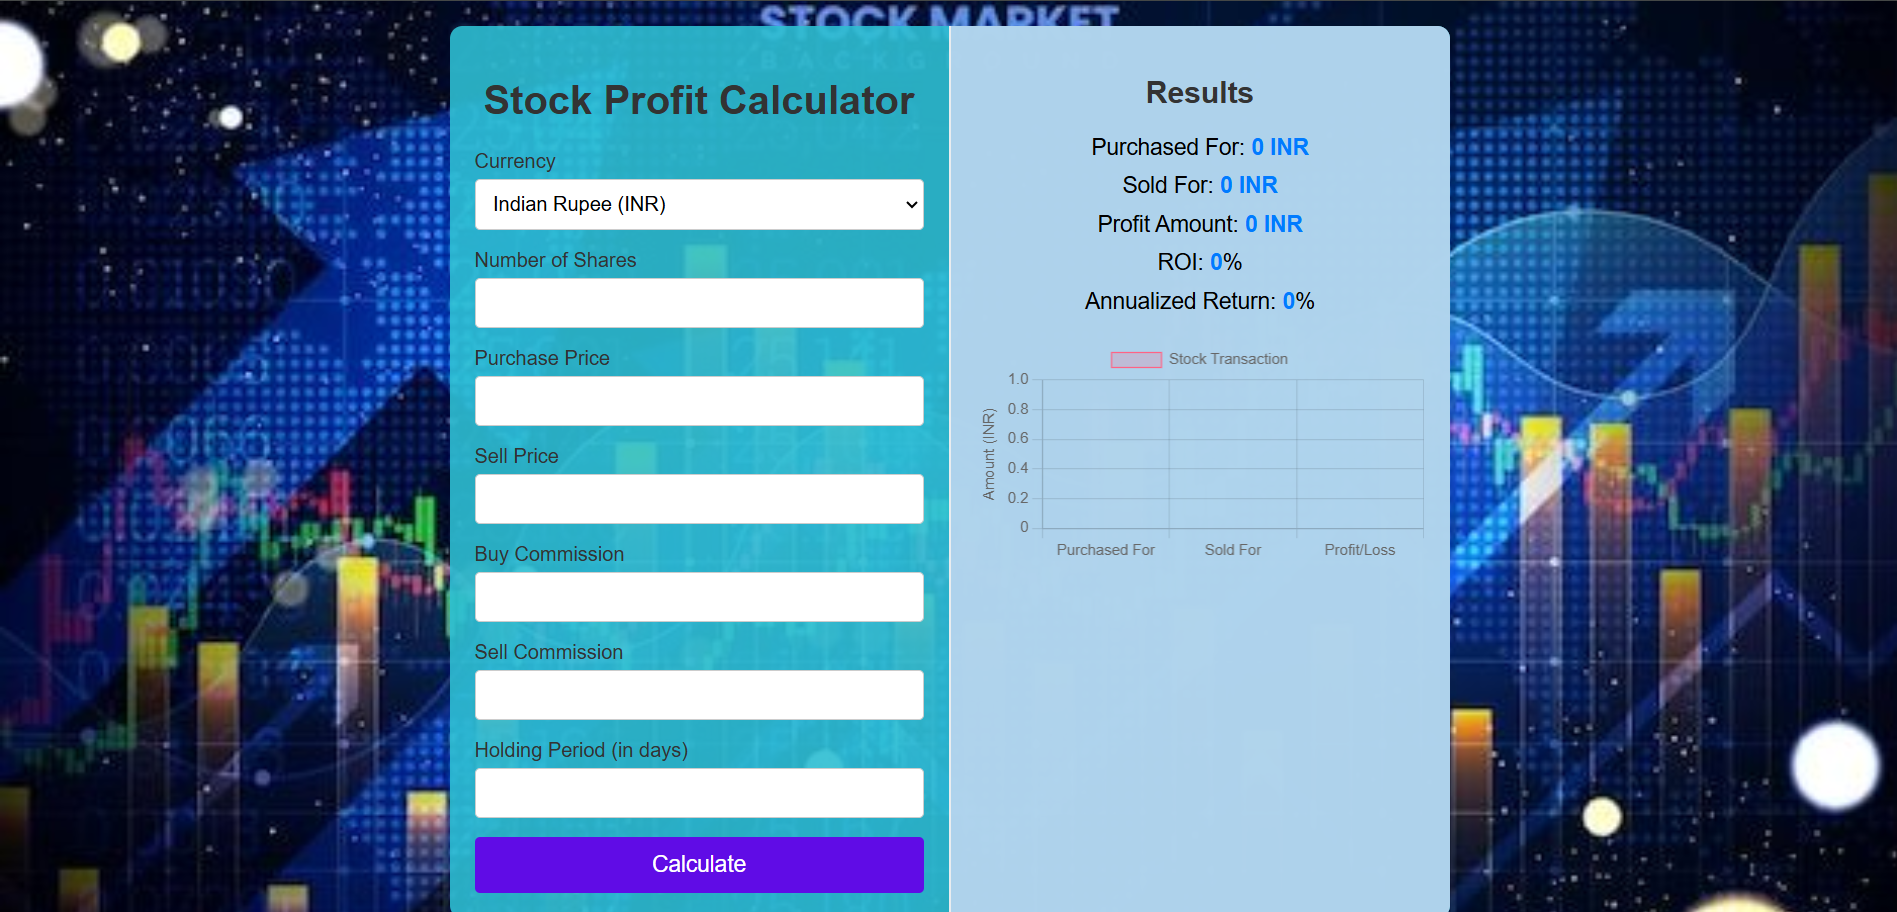 STOCK MARKET
Stock Profit Calculator
Currency
Indian Rupee (INR)
Number of Shares
Purchase Price
Sell Price
Buy Commission
Sell Commission
Holding Period (in days)
Calculate
Results
Purchased For: 0 INR
Sold For: 0 INR
Profit Amount: 0 INR
ROI: 0%
Annualized Return: 0%
Stock Transaction
Amount (INR)
1.0
0.8
0.6
0.4
0.2
0
Purchased For
Sold For
Profit/Loss